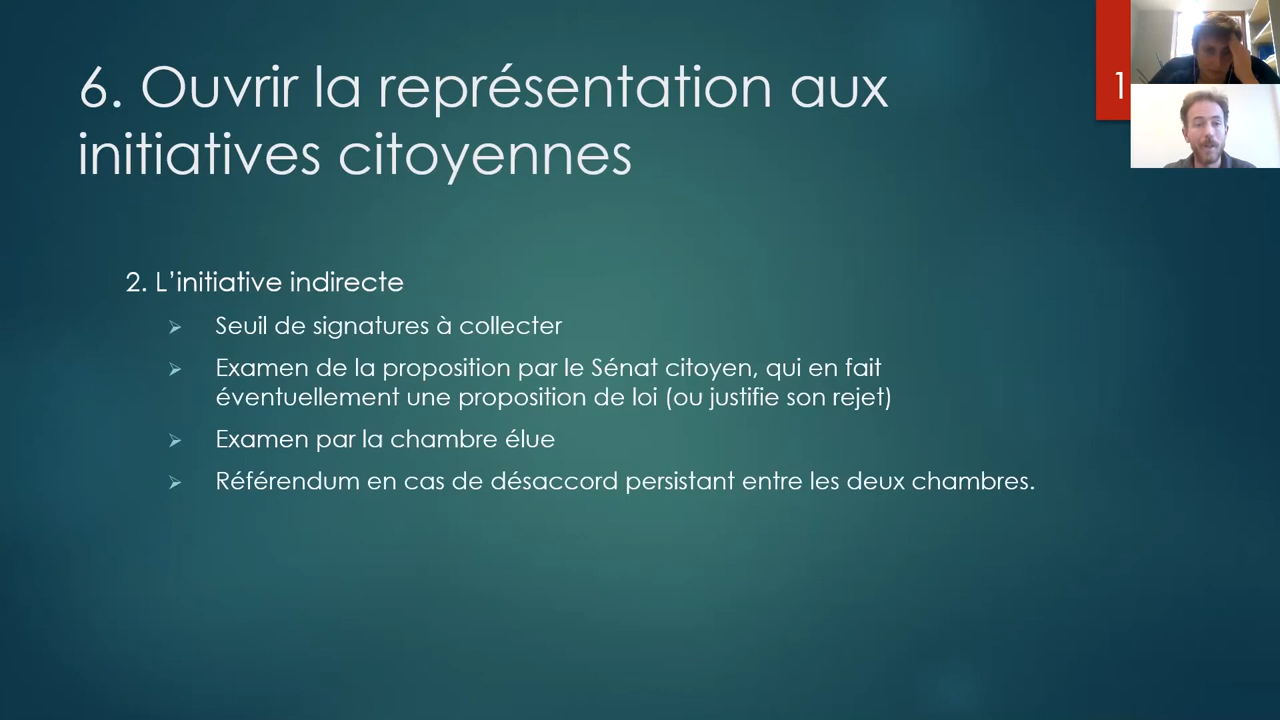 6. Ouvrir la représentation aux
initiatives citoyennes
1
2. L’initiative indirecte
Seuil de signatures à collecter
Examen de la proposition par le Sénat citoyen, qui en fait
éventuellement une proposition de loi (ou justifie son rejet)
Examen par la chambre élue
Référendum en cas de désaccord persistant entre les deux chambres.